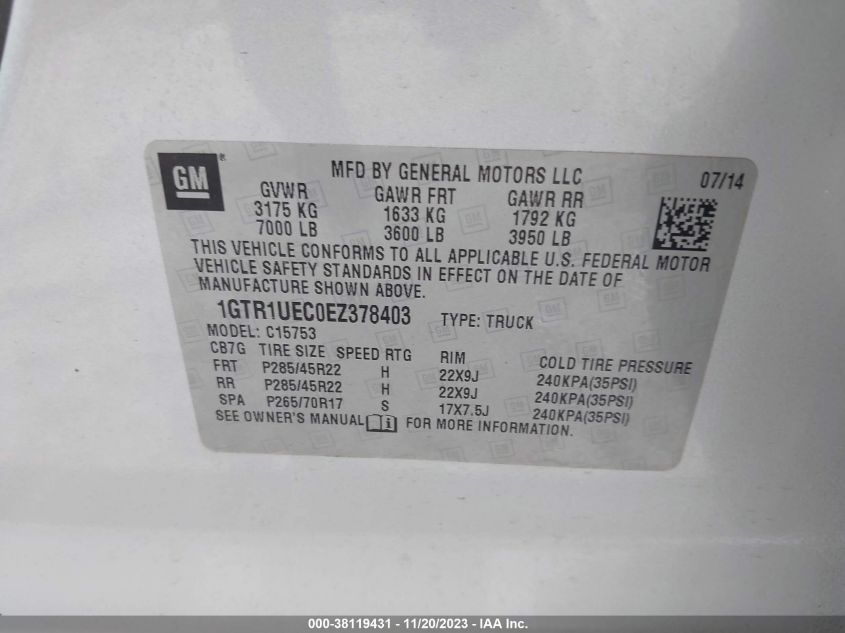 GM®
MFD BY GENERAL MOTORS LLC 07/14
GVWR GAWR FRT GAWR RR
3175 KG 1633 KG 1792 KG
7000 LB 3600 LB 3950 LB
THIS VEHICLE CONFORMS TO ALL APPLICABLE U.S. FEDERAL MOTOR
VEHICLE SAFETY STANDARDS IN EFFECT ON THE DATE OF
MANUFACTURE SHOWN ABOVE.
1GTR1UEC0EZ378403 TYPE: TRUCK
MODEL: C15753
CB7G TIRE SIZE SPEED RTG RIM COLD TIRE PRESSURE
FRT P285/45R22 H 22X9J 240KPA(35PSI)
RR P285/45R22 H 22X9J 240KPA(35PSI)
SPA P265/70R17 S 17X7.5J 240KPA(35PSI)
SEE OWNER'S MANUAL FOR MORE INFORMATION.
000-38119431 - 11/20/2023 - IAA Inc.